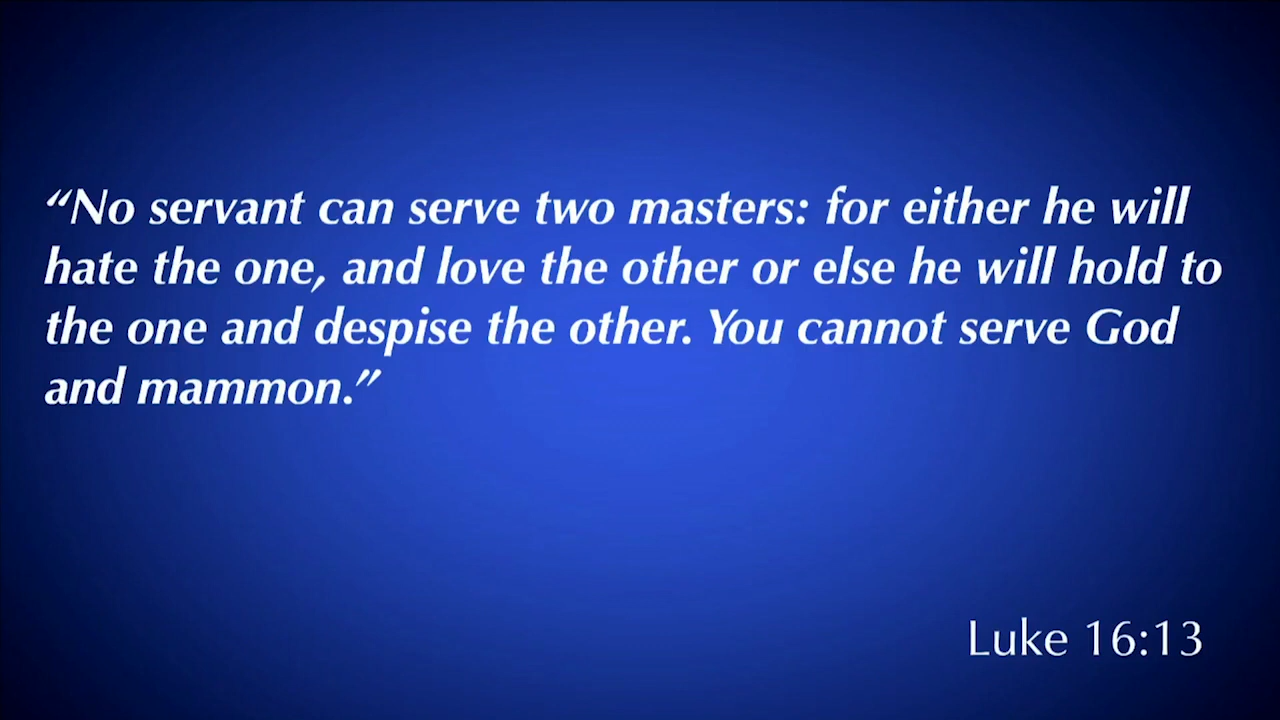 “No servant can serve two masters: for either he will
hate the one, and love the other or else he will hold to
the one and despise the other. You cannot serve God
and mammon.”
Luke 16:13